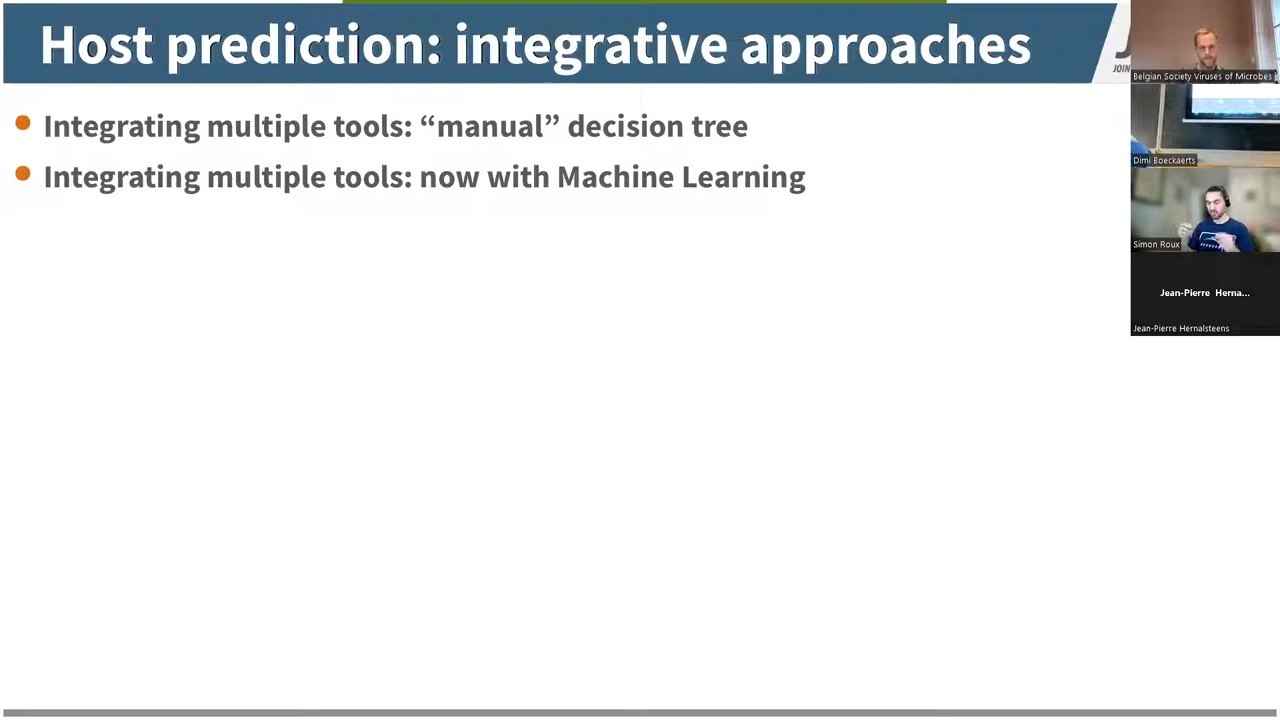 Host prediction: integrative approaches
Integrating multiple tools: “manual” decision tree
Integrating multiple tools: now with Machine Learning
JOIN
Belgian Society Viruses of Microbes
Dimi Boeckaerts
Simon Roux
Jean-Pierre Herna...
Jean-Pierre Hernalsteens